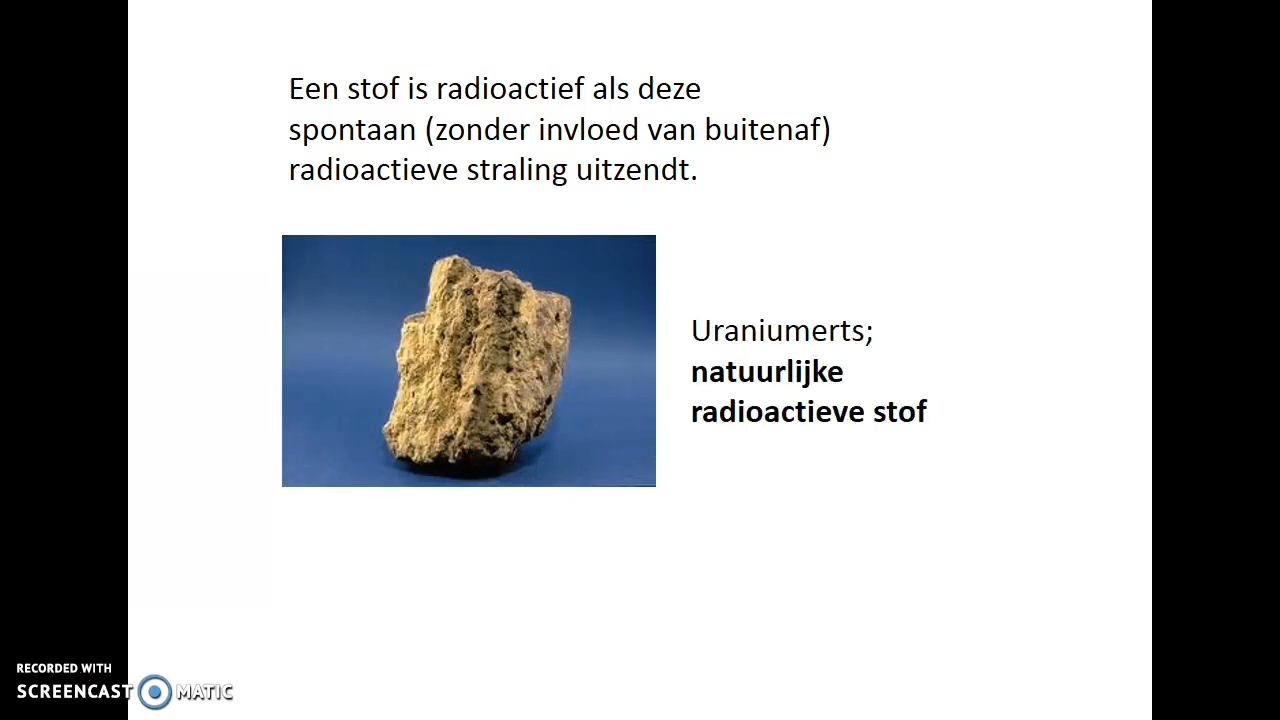 Een stof is radioactief als deze
spontaan (zonder invloed van buitenaf)
radioactieve straling uitzendt.
Uraniumerts;
natuurlijke
radioactieve stof
RECORDED WITH
SCREENCAST MATIC